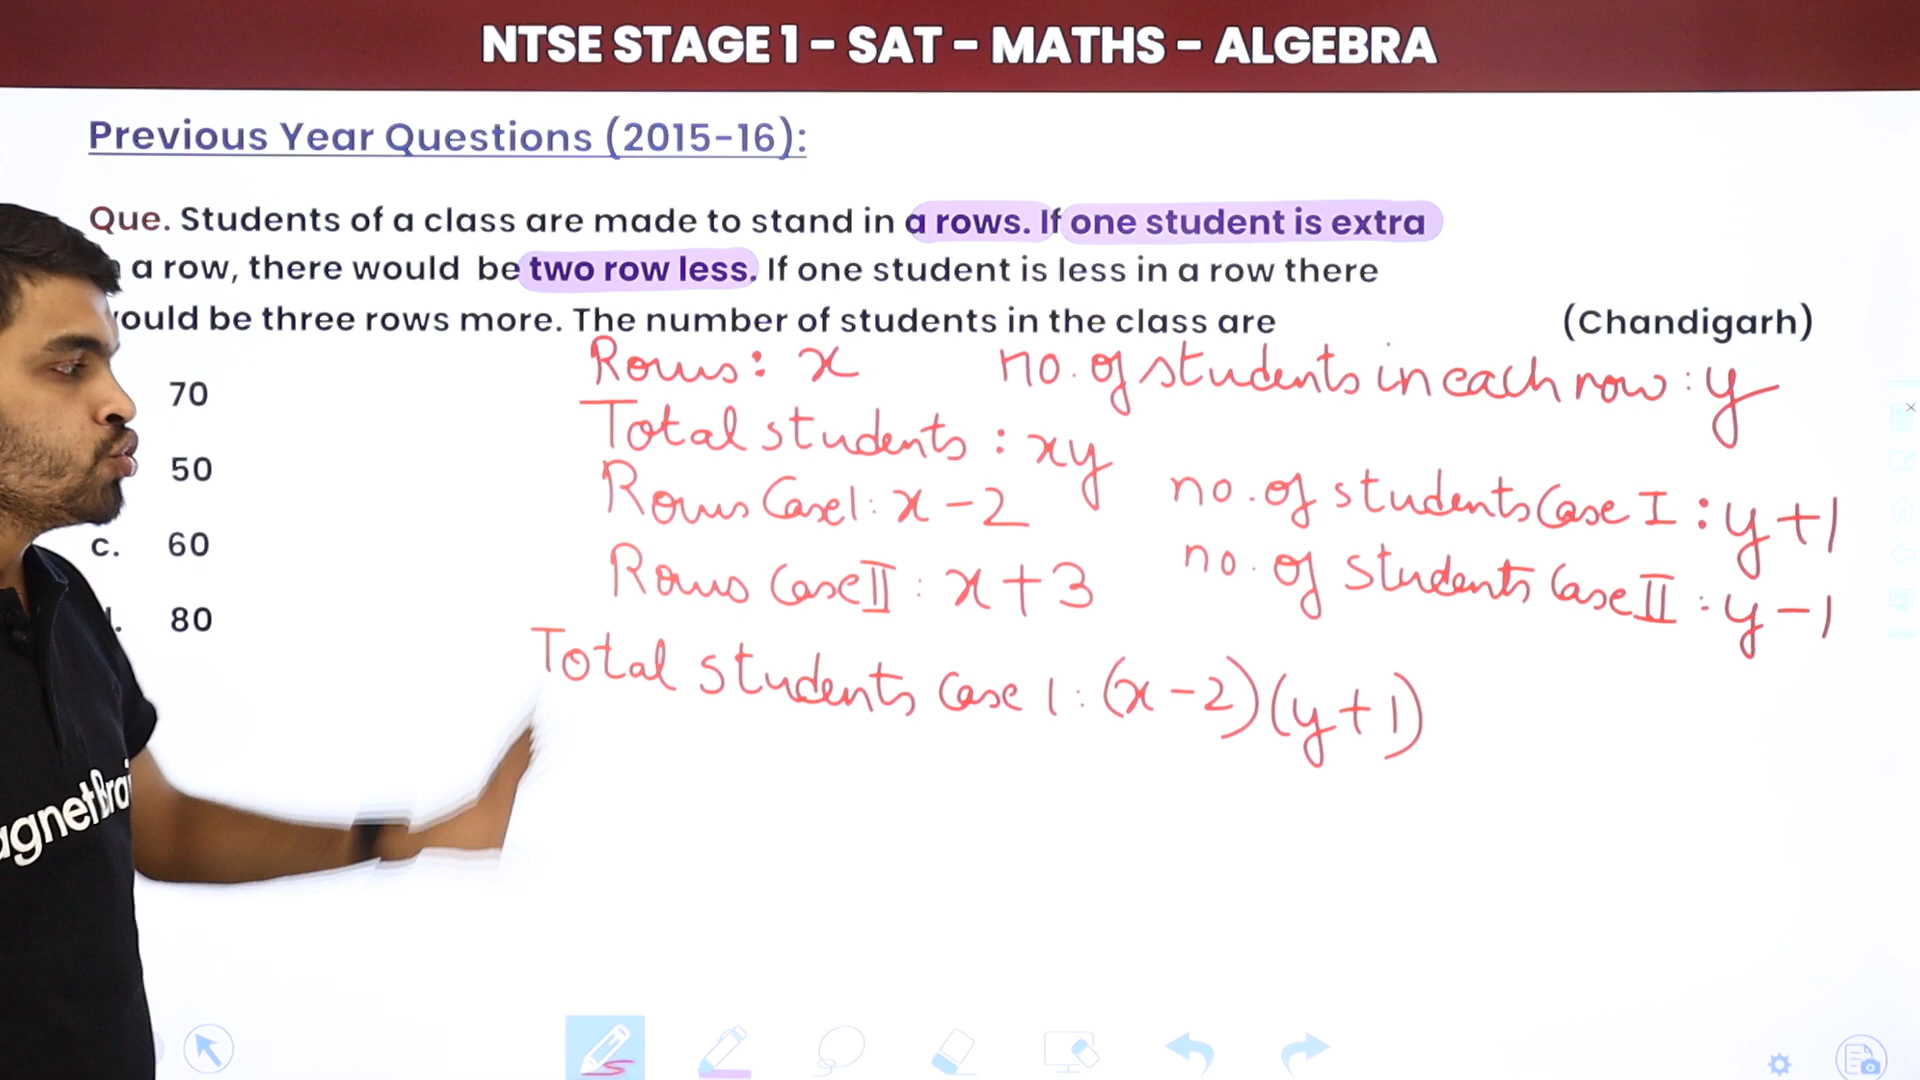 NTSE STAGE 1 – SAT – MATHS – ALGEBRA
Previous Year Questions (2015-16):
Que. Students of a class are made to stand in a rows. If one student is extra
a row, there would be two row less. If one student is less in a row there
ould be three rows more. The number of students in the class are (Chandigarh)
Rows: x no. of students in each row: y
70
Total students : xy
50
Rows Case1: x-2 no. of students Case I : y+1
c. 60
Rows Case II : x+3 no. of students Case II : y-1
80
Total students Case 1: (x-2)(y+1)
agnetBrai